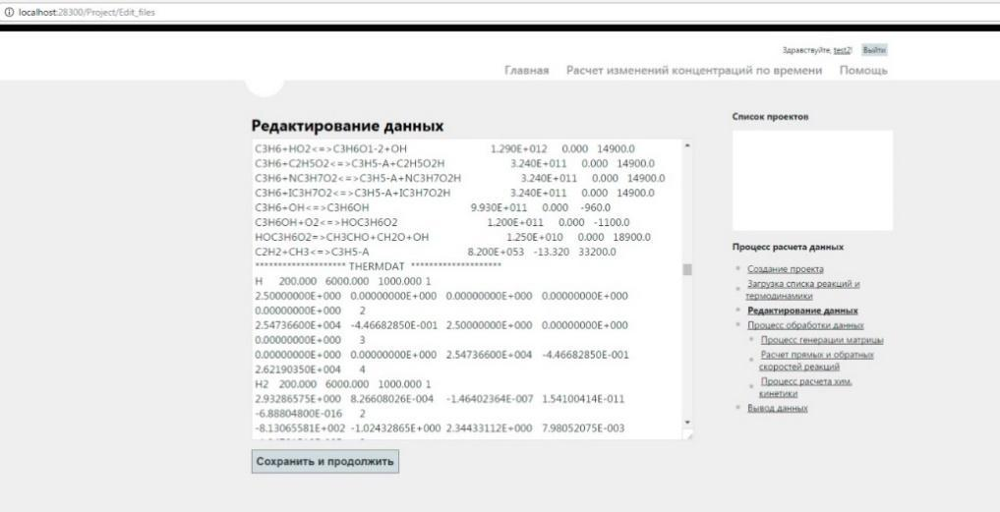 localhost:28300/Project/Edit_files
Здравствуйте, test2! Выйти
Главная Расчет изменений концентраций по времени Помощь
Редактирование данных
C3H6+HO2<=>C3H6O1-2+OH 1.290E+012 0.000 14900.0
C3H6+C2H5O2<=>C3H5-A+C2H5O2H 3.240E+011 0.000 14900.0
C3H6+NC3H7O2<=>C3H5-A+NC3H7O2H 3.240E+011 0.000 14900.0
C3H6+IC3H7O2<=>C3H5-A+IC3H7O2H 3.240E+011 0.000 14900.0
C3H6+OH<=>C3H6OH 9.930E+011 0.000 -960.0
C3H6OH+O2<=>HOC3H6O2 1.200E+011 0.000 -1100.0
HOC3H6O2=>CH3CHO+CH2O+OH 1.250E+010 0.000 18900.0
C2H2+CH3<=>C3H5-A 8.200E+053 -13.320 33200.0
******************** THERMDAT ********************
H 200.000 6000.000 1000.000 1
2.50000000E+000 0.00000000E+000 0.00000000E+000 0.00000000E+000
0.00000000E+000 2
2.54736600E+004 -4.46682850E-001 2.50000000E+000 0.00000000E+000
0.00000000E+000 3
0.00000000E+000 0.00000000E+000 2.54736600E+004 -4.46682850E-001
2.62190350E+004 4
H2 200.000 6000.000 1000.000 1
2.93286575E+000 8.26608026E-004 -1.46402364E-007 1.54100414E-011
-6.88804800E-016 2
-8.13065581E+002 -1.02432865E+000 2.34433112E+000 7.98052075E-003
Сохранить и продолжить
Список проектов
Процесс расчета данных
Создание проекта
Загрузка списка реакций и
термодинамики
Редактирование данных
Процесс обработки данных
Процесс генерации матрицы
Расчет прямых и обратных
скоростей реакций
Процесс расчета хим.
кинетики
Вывод данных